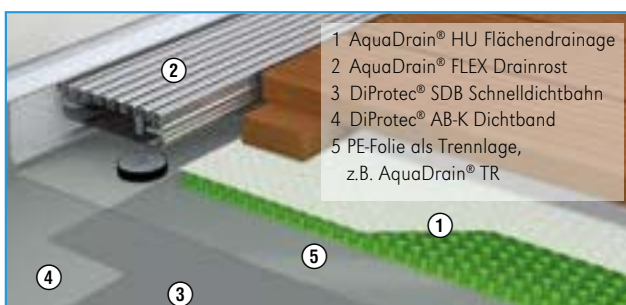 1 AquaDrain® HU Flächendrainage
2 AquaDrain® FLEX Drainrost
3 DiProtec® SDB Schnelldichtbahn
4 DiProtec® AB-K Dichtband
5 PE-Folie als Trennlage,
z.B. AquaDrain® TR
2
1
5
4
3